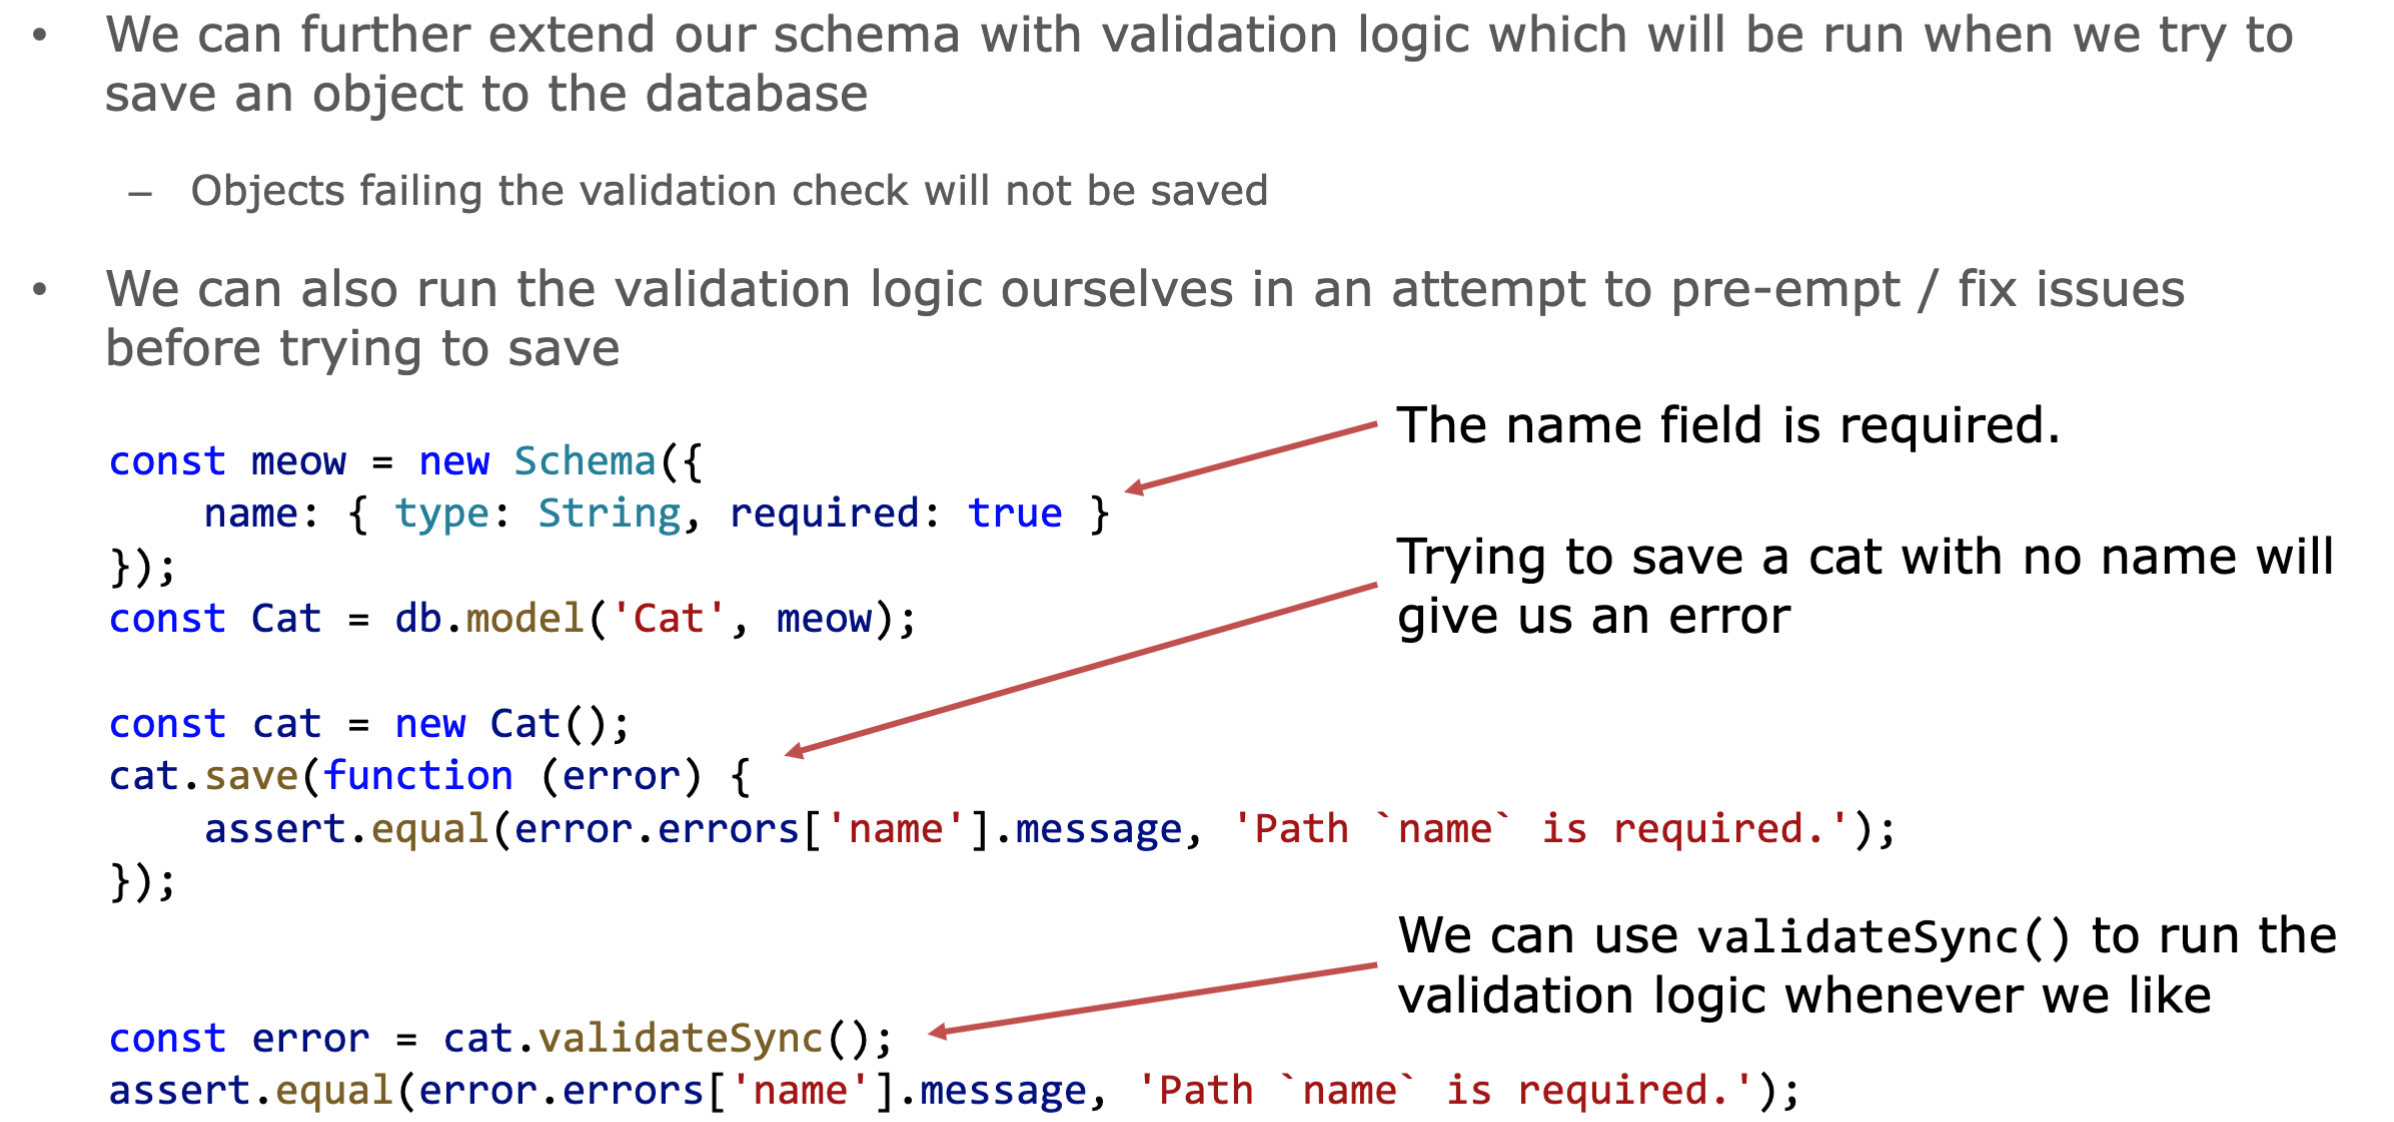 • We can further extend our schema with validation logic which will be run when we try to
save an object to the database
– Objects failing the validation check will not be saved
• We can also run the validation logic ourselves in an attempt to pre-empt / fix issues
before trying to save
The name field is required.
const meow = new Schema({
    name: { type: String, required: true }
});
const Cat = db.model('Cat', meow);
Trying to save a cat with no name will
give us an error
const cat = new Cat();
cat.save(function (error) {
    assert.equal(error.errors['name'].message, 'Path `name` is required.');
});
We can use validateSync() to run the
validation logic whenever we like
const error = cat.validateSync();
assert.equal(error.errors['name'].message, 'Path `name` is required.');